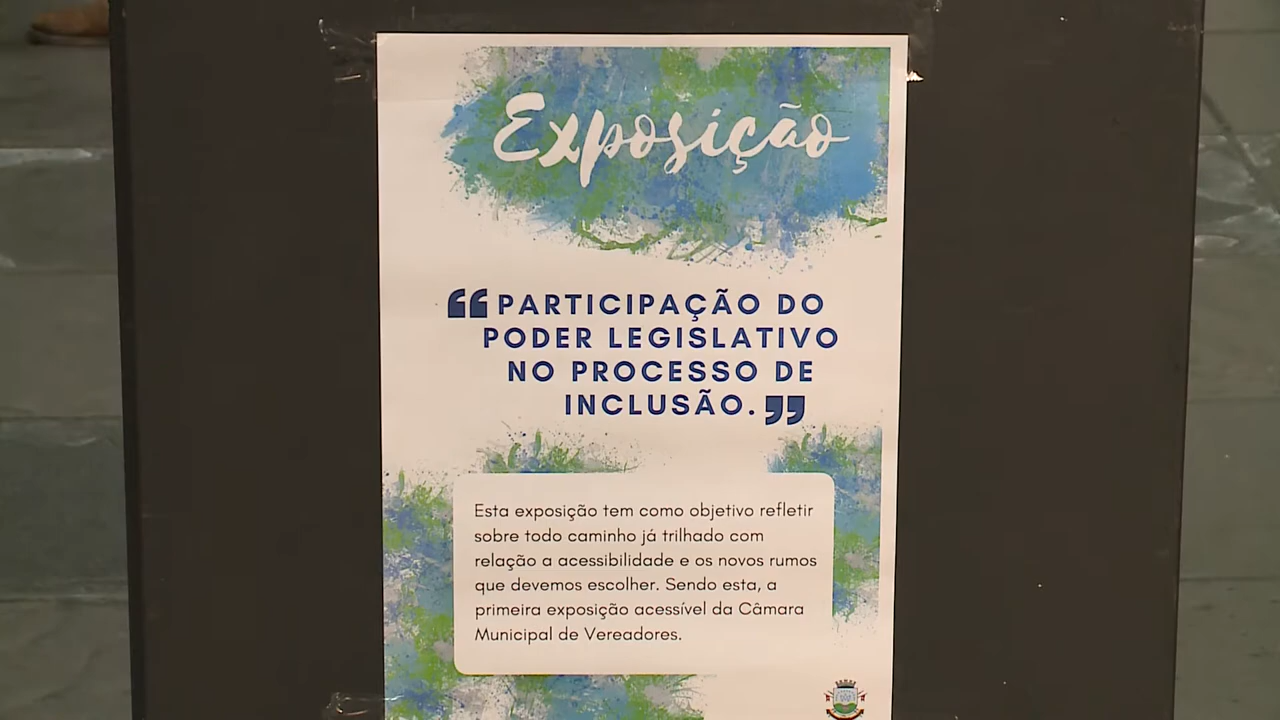 Exposição
“PARTICIPAÇÃO DO
PODER LEGISLATIVO
NO PROCESSO DE
INCLUSÃO.”
Esta exposição tem como objetivo refletir
sobre todo caminho já trilhado com
relação a acessibilidade e os novos rumos
que devemos escolher. Sendo esta, a
primeira exposição acessível da Câmara
Municipal de Vereadores.